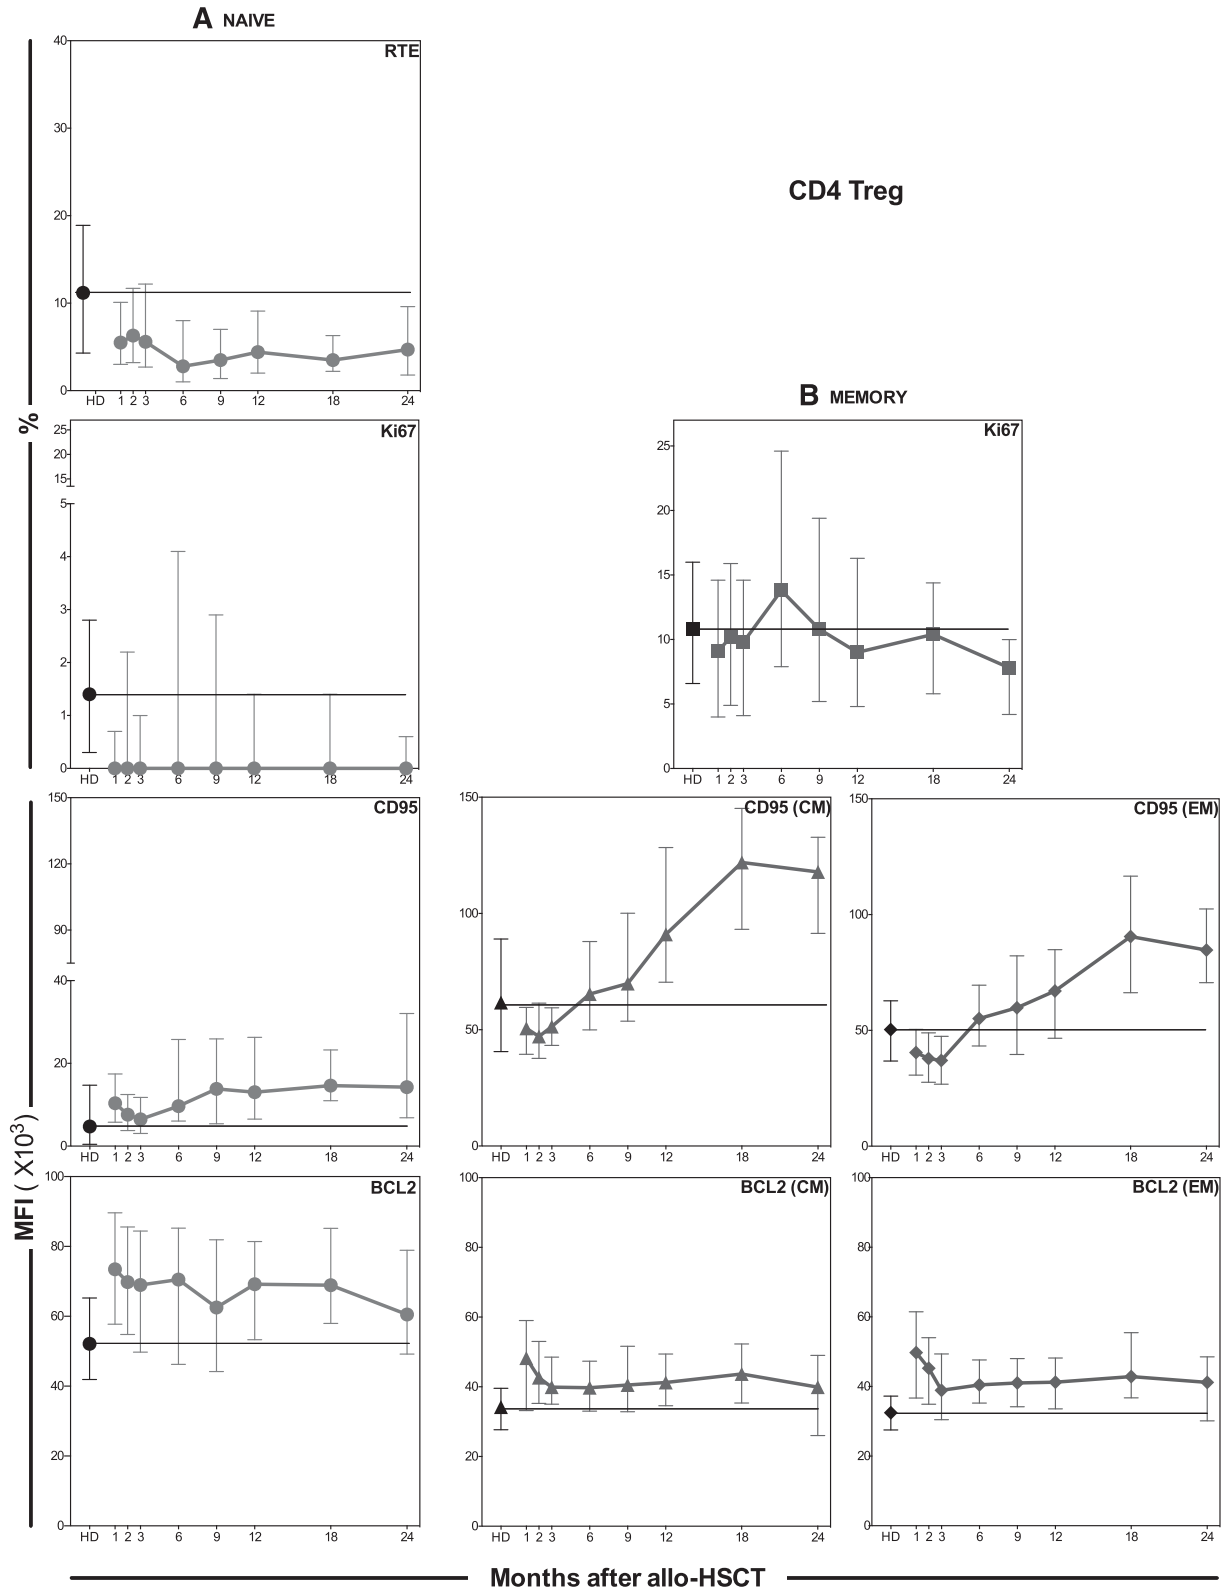 A NAIVE
RTE
40
30
20
10
0
HD 1 2 3 6 9 12 18 24
CD4 Treg
%
Ki67
25
20
15
5
4
3
2
1
0
HD 1 2 3 6 9 12 18 24
B MEMORY
Ki67
25
20
15
10
5
0
HD 1 2 3 6 9 12 18 24
MFI ( X10³)
CD95
150
120
90
40
20
0
HD 1 2 3 6 9 12 18 24
CD95 (CM)
150
100
50
0
HD 1 2 3 6 9 12 18 24
CD95 (EM)
150
100
50
0
HD 1 2 3 6 9 12 18 24
BCL2
100
80
60
40
20
0
HD 1 2 3 6 9 12 18 24
BCL2 (CM)
100
80
60
40
20
0
HD 1 2 3 6 9 12 18 24
BCL2 (EM)
100
80
60
40
20
0
HD 1 2 3 6 9 12 18 24
Months after allo-HSCT